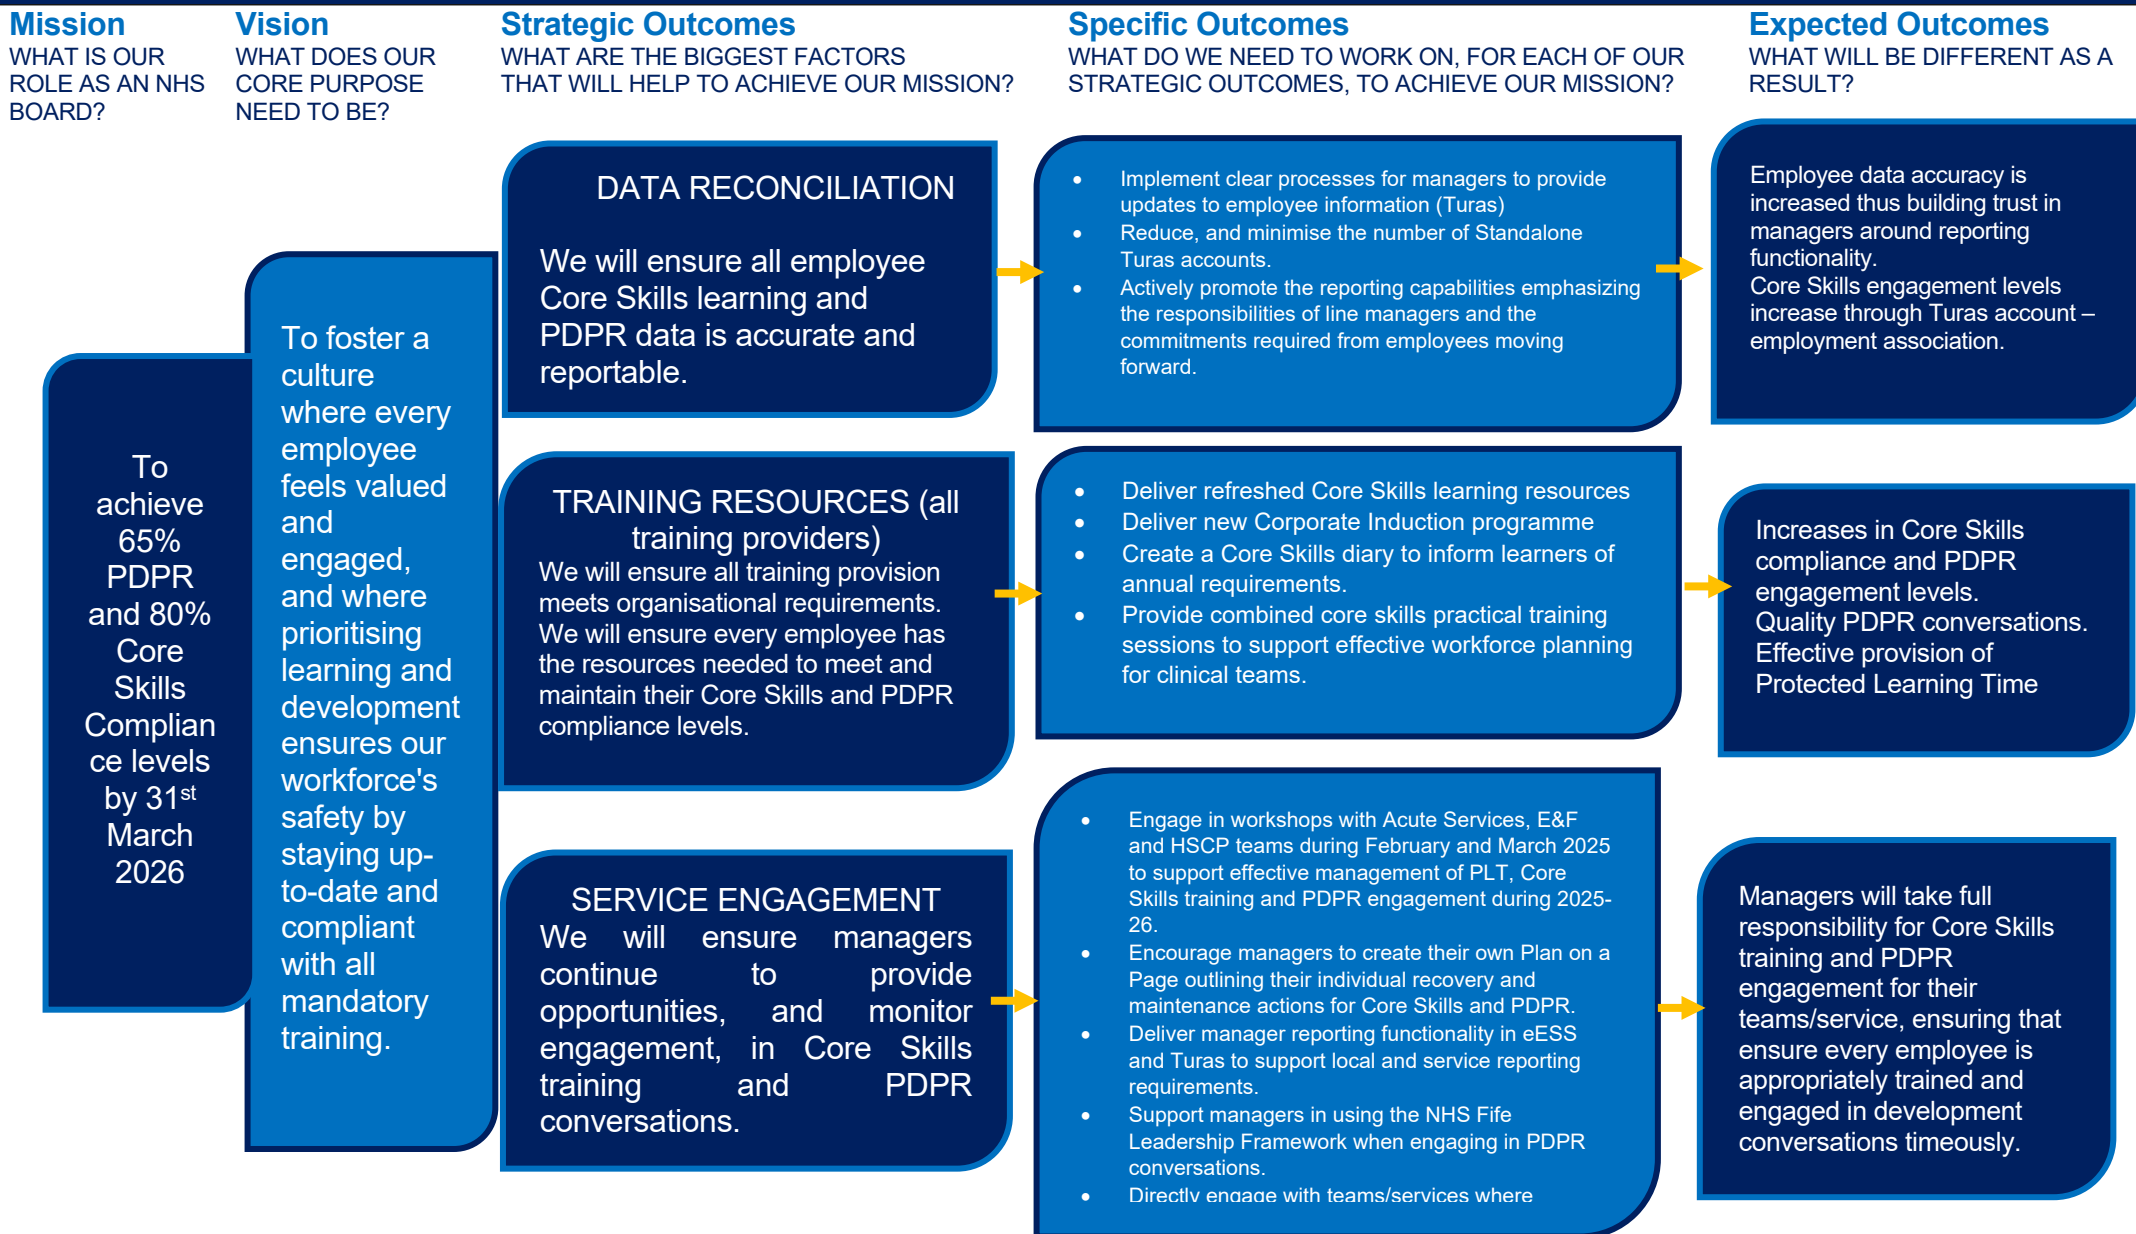 Mission
WHAT IS OUR
ROLE AS AN NHS
BOARD?
Vision
WHAT DOES OUR
CORE PURPOSE
NEED TO BE?
Strategic Outcomes
WHAT ARE THE BIGGEST FACTORS
THAT WILL HELP TO ACHIEVE OUR MISSION?
Specific Outcomes
WHAT DO WE NEED TO WORK ON, FOR EACH OF OUR
STRATEGIC OUTCOMES, TO ACHIEVE OUR MISSION?
Expected Outcomes
WHAT WILL BE DIFFERENT AS A
RESULT?
To
achieve
65%
PDPR
and 80%
Core
Skills
Complian
ce levels
by 31st
March
2026
To foster a
culture
where every
employee
feels valued
and
engaged,
and where
prioritising
learning and
development
ensures our
workforce's
safety by
staying up-
to-date and
compliant
with all
mandatory
training.
DATA RECONCILIATION
We will ensure all employee
Core Skills learning and
PDPR data is accurate and
reportable.
• Implement clear processes for managers to provide
updates to employee information (Turas)
• Reduce, and minimise the number of Standalone
Turas accounts.
• Actively promote the reporting capabilities emphasizing
the responsibilities of line managers and the
commitments required from employees moving
forward.
Employee data accuracy is
increased thus building trust in
managers around reporting
functionality.
Core Skills engagement levels
increase through Turas account –
employment association.
TRAINING RESOURCES (all
training providers)
We will ensure all training provision
meets organisational requirements.
We will ensure every employee has
the resources needed to meet and
maintain their Core Skills and PDPR
compliance levels.
• Deliver refreshed Core Skills learning resources
• Deliver new Corporate Induction programme
• Create a Core Skills diary to inform learners of
annual requirements.
• Provide combined core skills practical training
sessions to support effective workforce planning
for clinical teams.
Increases in Core Skills
compliance and PDPR
engagement levels.
Quality PDPR conversations.
Effective provision of
Protected Learning Time
SERVICE ENGAGEMENT
We will ensure managers
continue to provide
opportunities, and monitor
engagement, in Core Skills
training and PDPR
conversations.
• Engage in workshops with Acute Services, E&F
and HSCP teams during February and March 2025
to support effective management of PLT, Core
Skills training and PDPR engagement during 2025-
26.
• Encourage managers to create their own Plan on a
Page outlining their individual recovery and
maintenance actions for Core Skills and PDPR.
• Deliver manager reporting functionality in eESS
and Turas to support local and service reporting
requirements.
• Support managers in using the NHS Fife
Leadership Framework when engaging in PDPR
conversations.
• Directly engage with teams/services where
Managers will take full
responsibility for Core Skills
training and PDPR
engagement for their
teams/service, ensuring that
ensure every employee is
appropriately trained and
engaged in development
conversations timeously.